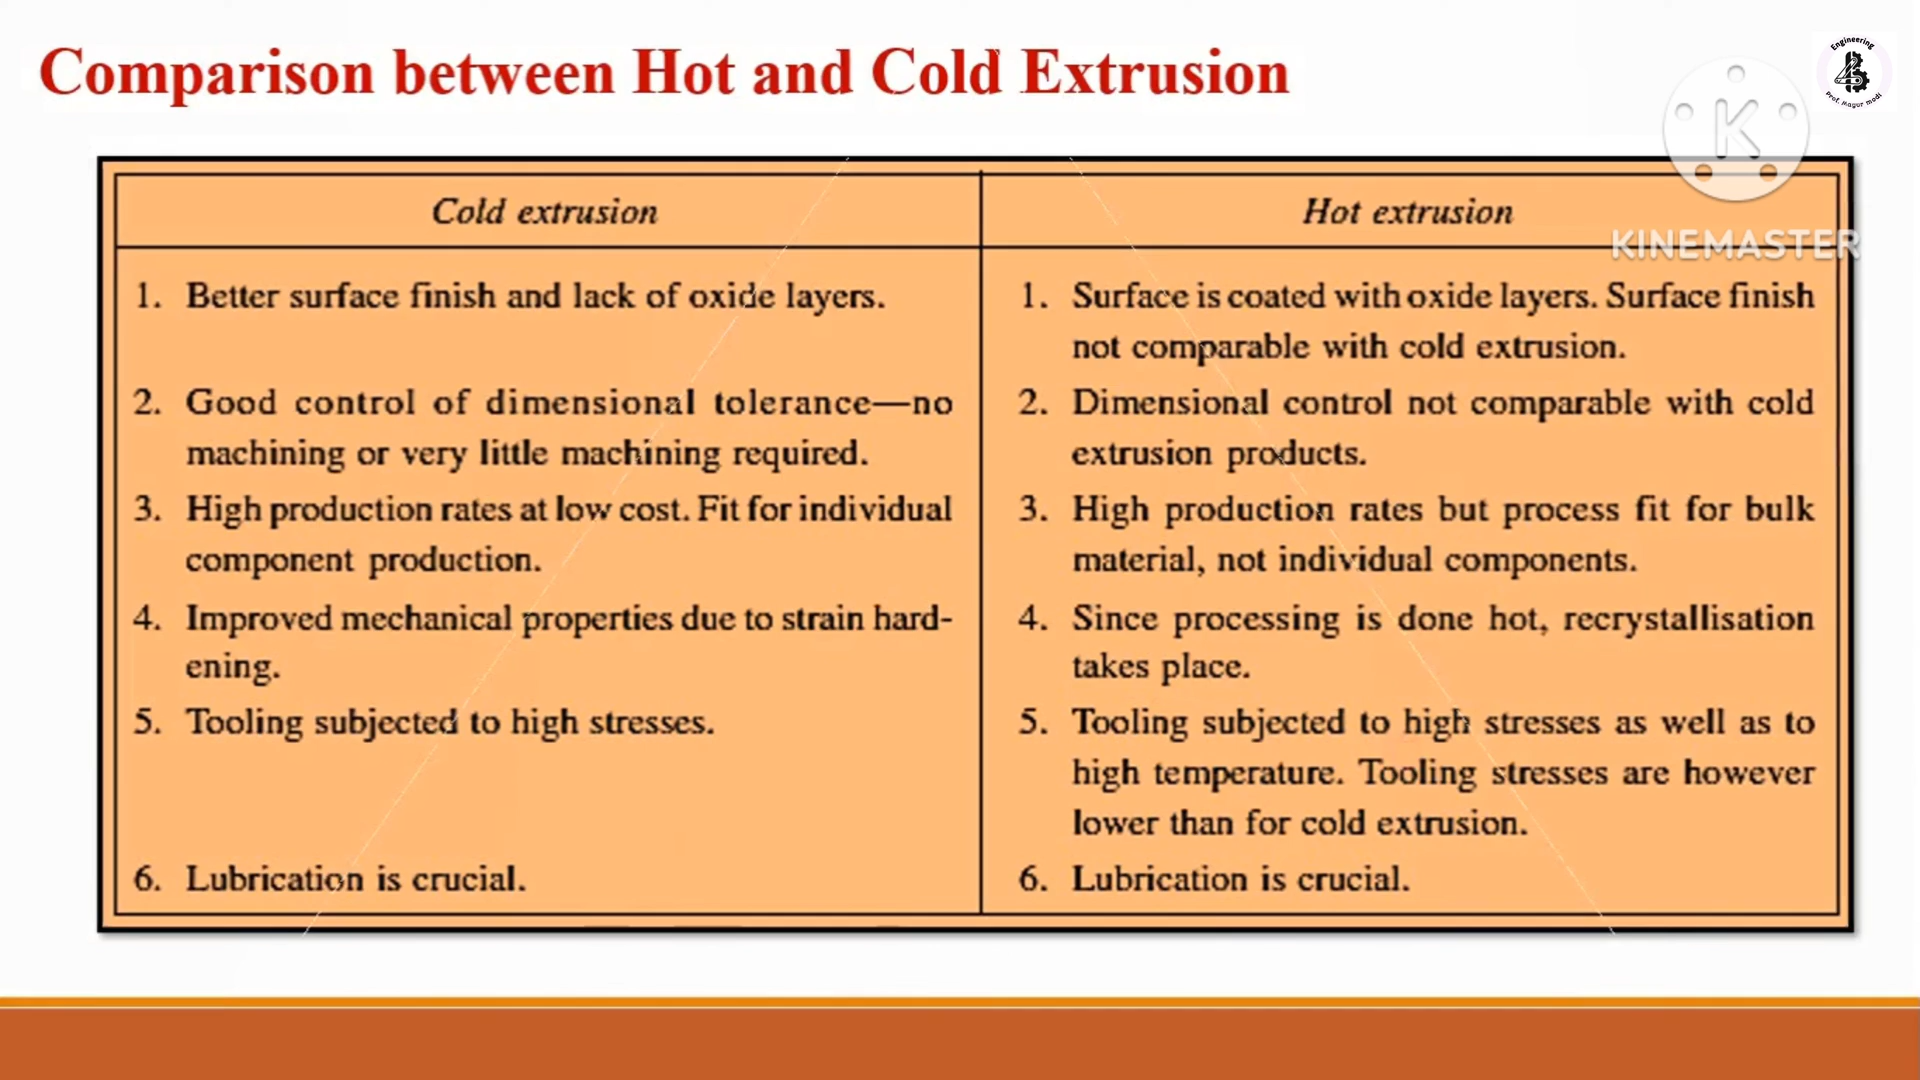 Comparison between Hot and Cold Extrusion
Engineering
Prof. Mayur modi
K
KINEMASTER
Cold extrusion
Hot extrusion
1. Better surface finish and lack of oxide layers.
1. Surface is coated with oxide layers. Surface finish
not comparable with cold extrusion.
2. Good control of dimensional tolerance—no
machining or very little machining required.
2. Dimensional control not comparable with cold
extrusion products.
3. High production rates at low cost. Fit for individual
component production.
3. High production rates but process fit for bulk
material, not individual components.
4. Improved mechanical properties due to strain hard-
ening.
4. Since processing is done hot, recrystallisation
takes place.
5. Tooling subjected to high stresses.
5. Tooling subjected to high stresses as well as to
high temperature. Tooling stresses are however
lower than for cold extrusion.
6. Lubrication is crucial.
6. Lubrication is crucial.